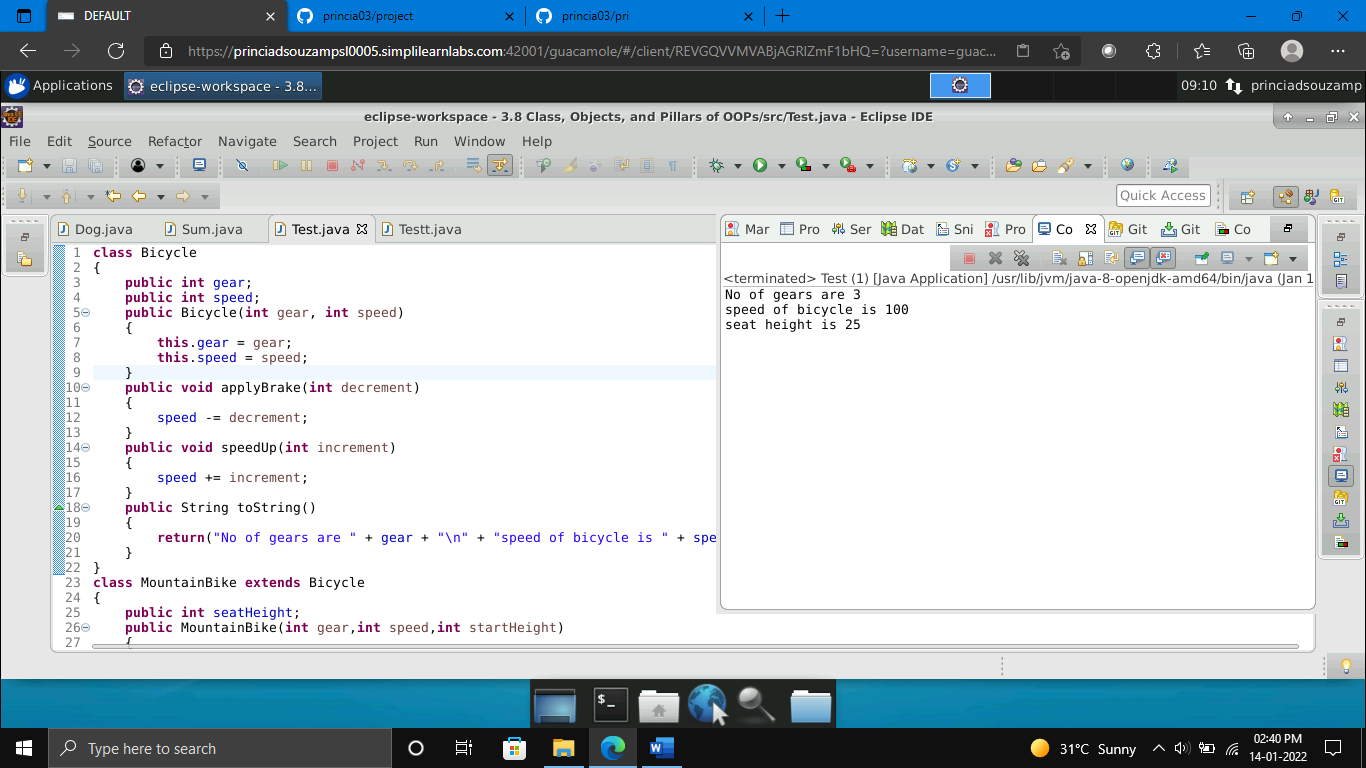 DEFAULT
princia03/project
princia03/pri
https://princiadsouzampsl0005.simplilearnlabs.com:42001/guacamole/#/client/REVGQVVMVABjAGRlZmF1bHQ=?username=guac...
Applications
eclipse-workspace - 3.8...
09:10
princiadsouzamp
eclipse-workspace - 3.8 Class, Objects, and Pillars of OOPs/src/Test.java - Eclipse IDE
File Edit Source Refactor Navigate Search Project Run Window Help
Quick Access
Dog.java Sum.java Test.java Testt.java
Mar Pro Ser Dat Sni Pro Co Git Git Co
<terminated> Test (1) [Java Application] /usr/lib/jvm/java-8-openjdk-amd64/bin/java (Jan 1
No of gears are 3
speed of bicycle is 100
seat height is 25
1 class Bicycle
2 {
3 public int gear;
4 public int speed;
5 public Bicycle(int gear, int speed)
6 {
7 this.gear = gear;
8 this.speed = speed;
9 }
10 public void applyBrake(int decrement)
11 {
12 speed -= decrement;
13 }
14 public void speedUp(int increment)
15 {
16 speed += increment;
17 }
18 public String toString()
19 {
20 return("No of gears are " + gear + "\n" + "speed of bicycle is " + spe
21 }
22 }
23 class MountainBike extends Bicycle
24 {
25 public int seatHeight;
26 public MountainBike(int gear,int speed,int startHeight)
27 {
Type here to search
31°C Sunny
02:40 PM
14-01-2022